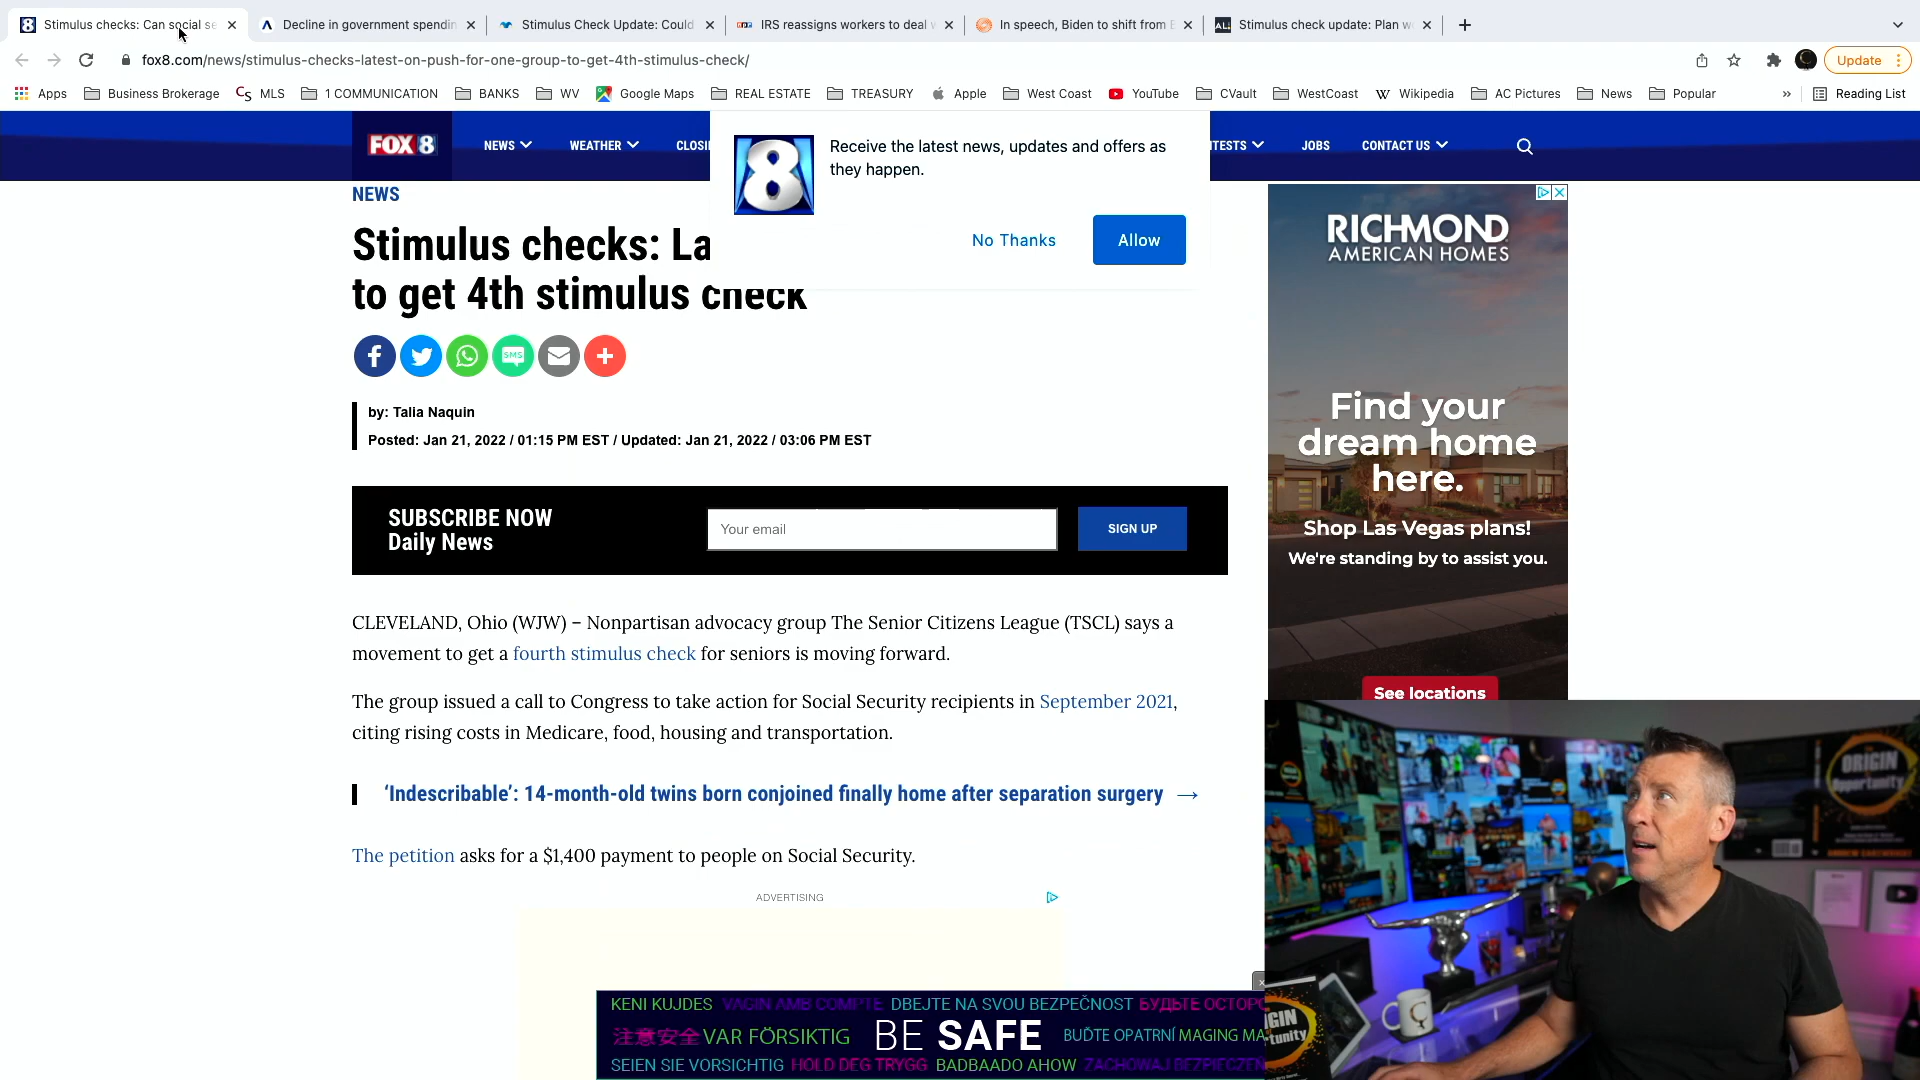 Stimulus checks: Can social se
Decline in government spendin
Stimulus Check Update: Could
IRS reassigns workers to deal w
In speech, Biden to shift from B
Stimulus check update: Plan w
fox8.com/news/stimulus-checks-latest-on-push-for-one-group-to-get-4th-stimulus-check/
Update
Apps
Business Brokerage
CS MLS
1 COMMUNICATION
BANKS
WV
Google Maps
REAL ESTATE
TREASURY
Apple
West Coast
YouTube
CVault
WestCoast
W Wikipedia
AC Pictures
News
Popular
»
Reading List
FOX 8
NEWS
WEATHER
CLOSI
TESTS
JOBS
CONTACT US
8
Receive the latest news, updates and offers as
they happen.
No Thanks
Allow
NEWS
Stimulus checks: La
to get 4th stimulus check
SMS
by: Talia Naquin
Posted: Jan 21, 2022 / 01:15 PM EST / Updated: Jan 21, 2022 / 03:06 PM EST
SUBSCRIBE NOW
Daily News
Your email
SIGN UP
CLEVELAND, Ohio (WJW) – Nonpartisan advocacy group The Senior Citizens League (TSCL) says a
movement to get a fourth stimulus check for seniors is moving forward.
The group issued a call to Congress to take action for Social Security recipients in September 2021,
citing rising costs in Medicare, food, housing and transportation.
‘Indescribable’: 14-month-old twins born conjoined finally home after separation surgery →
The petition asks for a $1,400 payment to people on Social Security.
ADVERTISING
RICHMOND
AMERICAN HOMES
Find your
dream home
here.
Shop Las Vegas plans!
We're standing by to assist you.
See locations
KENI KUJDES VAGIN AMB COMPTE DBEJTE NA SVOU BEZPEČNOST БУДЬТЕ ОСТОРО
注意安全 VAR FÖRSIKTIG BE SAFE BUĎTE OPATRNÍ MAGING MA
SEIEN SIE VORSICHTIG HOLD DEG TRYGG BADBAADO AHOW ZACHOWAJ BEZPIECZEŃ
ORIGIN
Opportunity